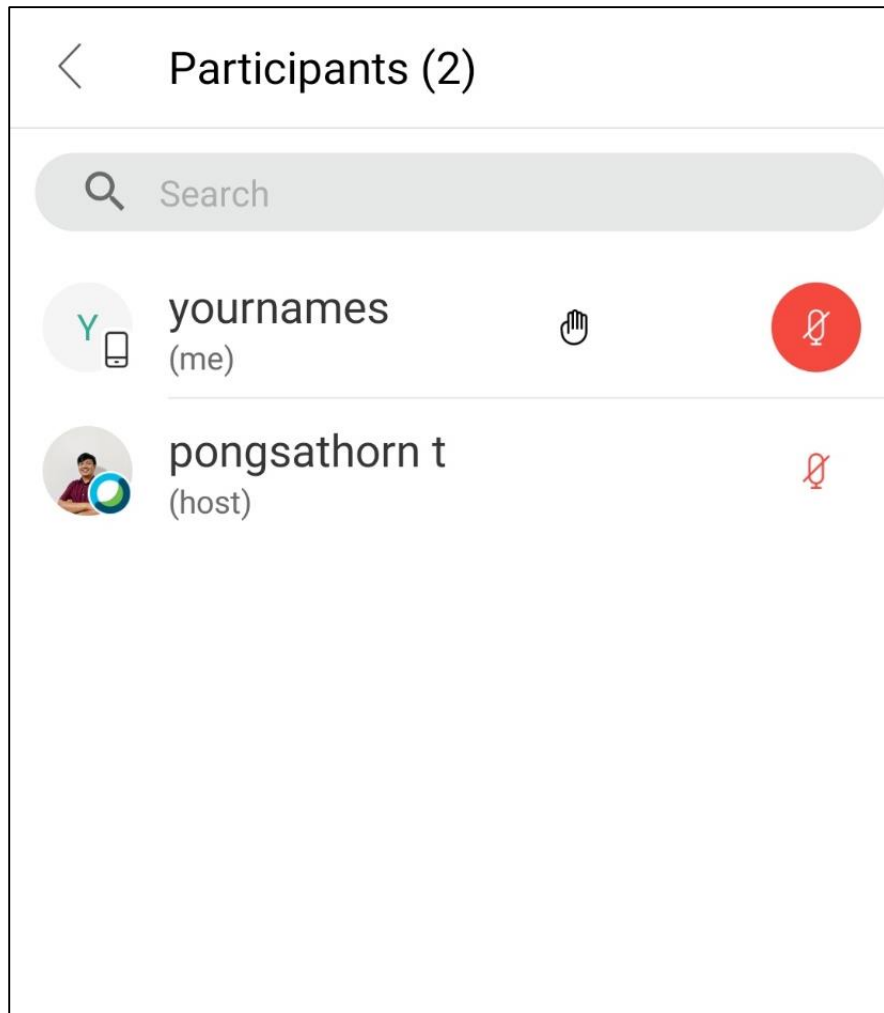 Participants (2)
Search
Y
yournames
(me)
pongsathorn t
(host)